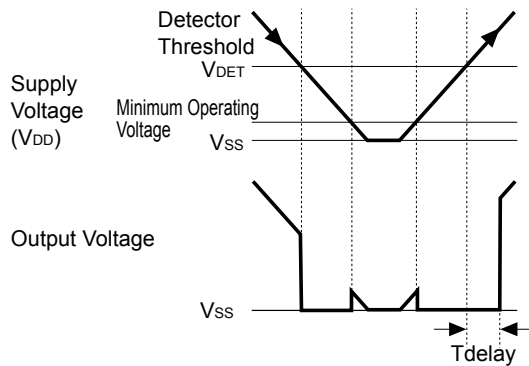 Detector
Threshold
VDET
Supply
Voltage
(VDD)
Minimum Operating
Voltage
VSS
Output Voltage
VSS
Tdelay